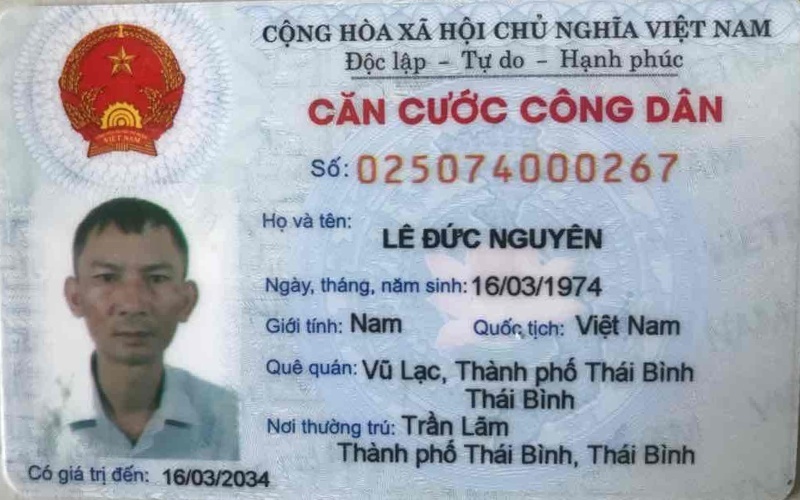 CỘNG HÒA XÃ HỘI CHỦ NGHĨA VIỆT NAM
Độc lập - Tự do - Hạnh phúc
CĂN CƯỚC CÔNG DÂN
Số: 025074000267
Họ và tên:
LÊ ĐỨC NGUYÊN
Ngày, tháng, năm sinh: 16/03/1974
Giới tính: Nam Quốc tịch: Việt Nam
Quê quán: Vũ Lạc, Thành phố Thái Bình
Thái Bình
Nơi thường trú: Trần Lãm
Thành phố Thái Bình, Thái Bình
Có giá trị đến: 16/03/2034
VIỆT NAM